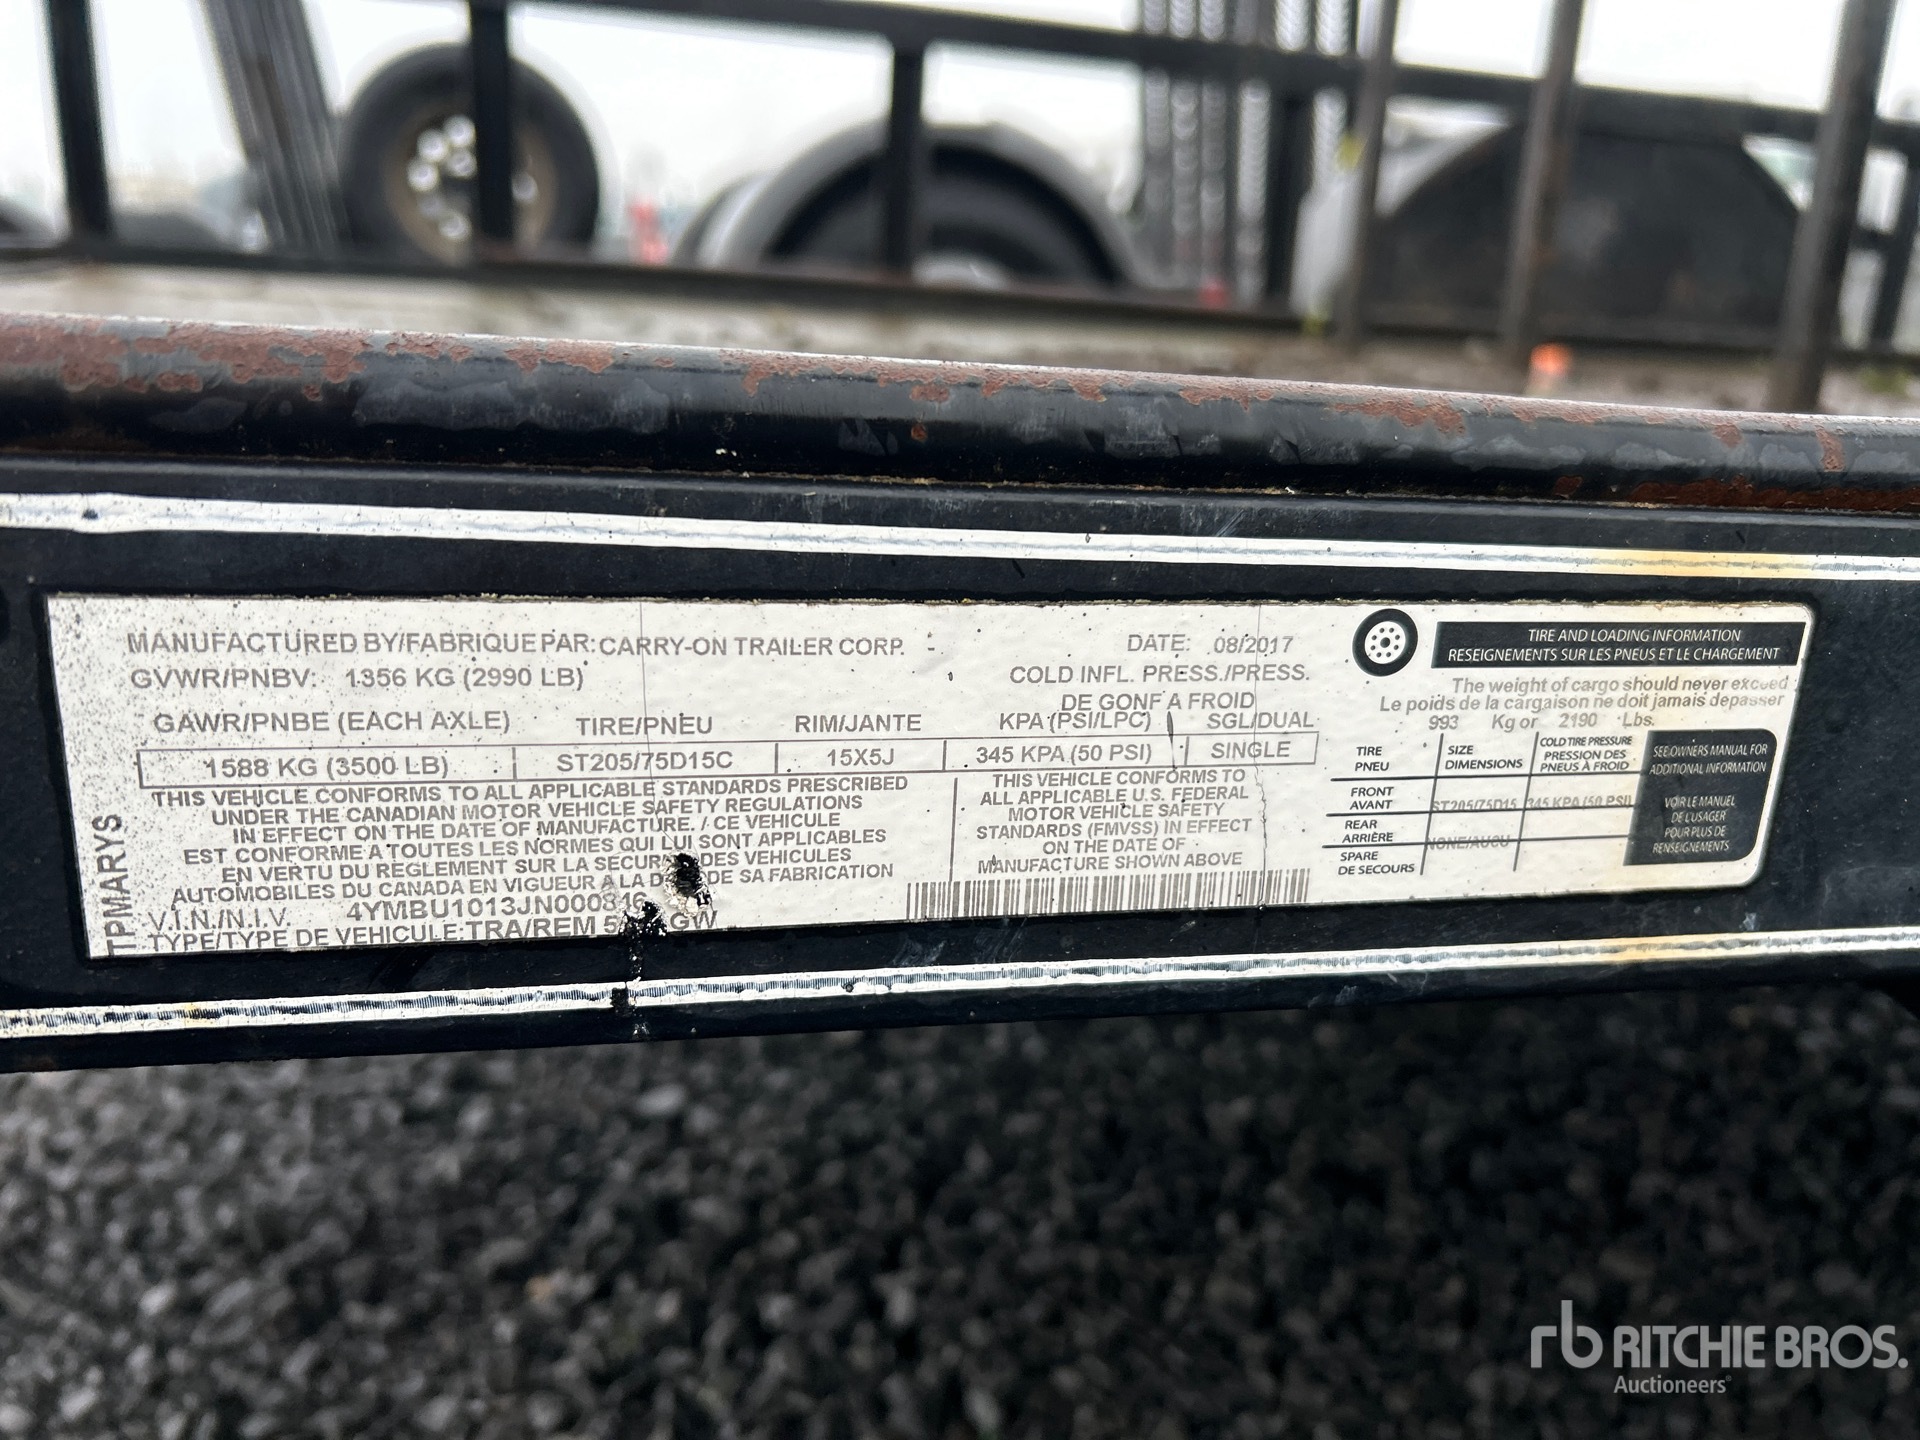 MANUFACTURED BY/FABRIQUE PAR: CARRY-ON TRAILER CORP.
DATE: 08/2017
GVWR/PNBV: 1356 KG (2990 LB)
COLD INFL. PRESS./PRESS.
DE GONF A FROID
GAWR/PNBE (EACH AXLE) TIRE/PNEU RIM/JANTE KPA (PSI/LPC) SGL/DUAL
1588 KG (3500 LB) ST205/75D15C 15X5J 345 KPA (50 PSI) SINGLE
THIS VEHICLE CONFORMS TO ALL APPLICABLE STANDARDS PRESCRIBED
UNDER THE CANADIAN MOTOR VEHICLE SAFETY REGULATIONS
IN EFFECT ON THE DATE OF MANUFACTURE. / CE VEHICULE
EST CONFORME A TOUTES LES NORMES QUI LUI SONT APPLICABLES
EN VERTU DU REGLEMENT SUR LA DES VEHICULES
AUTOMOBILES DU CANADA EN VIGUEUR A LA DE SA FABRICATION
V.I.N./N.I.V. 4YMBU1013JN000846
TYPE/TYPE DE VEHICULE: TRA/REM GW
THIS VEHICLE CONFORMS TO
ALL APPLICABLE U.S. FEDERAL
MOTOR VEHICLE SAFETY
STANDARDS (FMVSS) IN EFFECT
ON THE DATE OF
MANUFACTURE SHOWN ABOVE
TPMARYS
TIRE AND LOADING INFORMATION
RESEIGNEMENTS SUR LES PNEUS ET LE CHARGEMENT
The weight of cargo should never exceed
Le poids de la cargaison ne doit jamais depasser
993 Kg or 2190 Lbs.
TIRE
PNEU
SIZE
DIMENSIONS
COLD TIRE PRESSURE
PRESSION DES
PNEUS À FROID
FRONT
AVANT
ST205/75D15 345 KPA (50 PSI)
REAR
ARRIÈRE
NONE/AUCU
SPARE
DE SECOURS
SEE OWNERS MANUAL FOR
ADDITIONAL INFORMATION
VOIR LE MANUEL
DE L'USAGER
POUR PLUS DE
RENSEIGNEMENTS
rb RITCHIE BROS.
Auctioneers